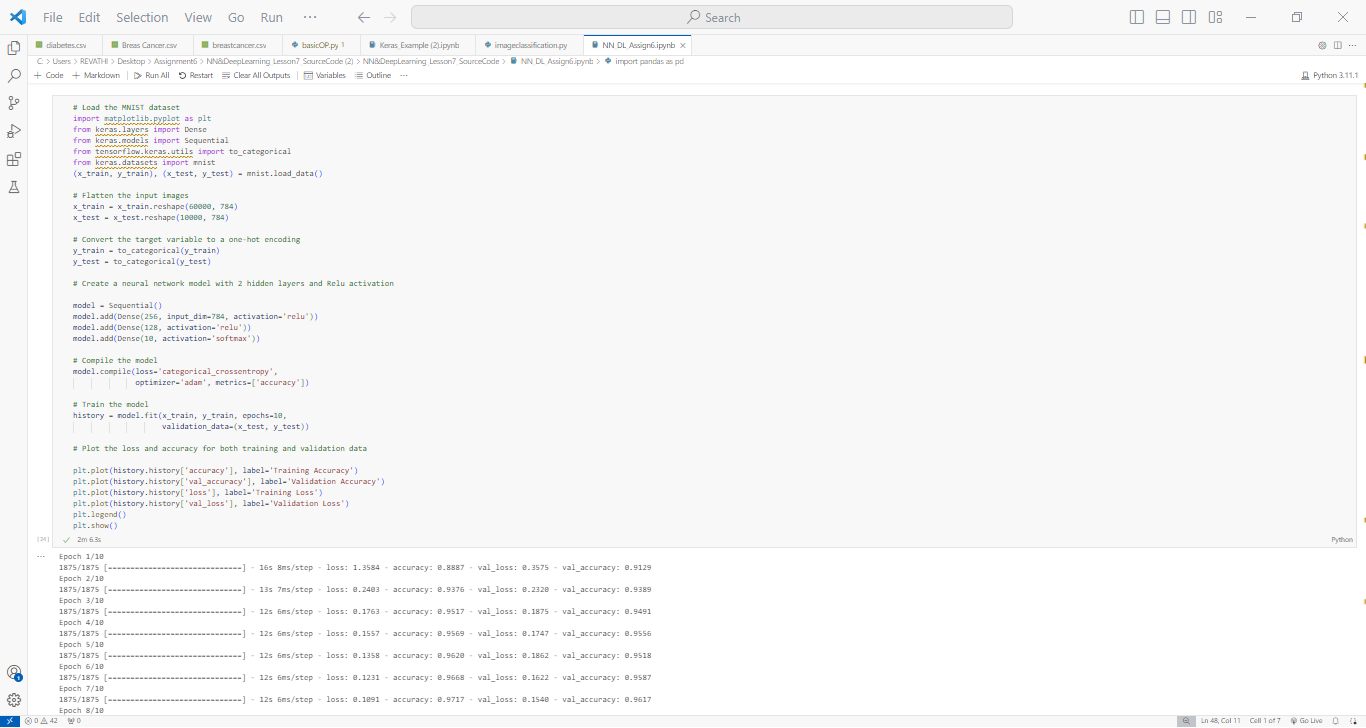 File Edit Selection View Go Run ··· Search
diabetes.csv Breas Cancer.csv breastcancer.csv basicOP.py 1 Keras_Example (2).ipynb imageclassification.py NN_DL_Assign6.ipynb
C: > Users > REVATHI > Desktop > Assignment6 > NN&DeepLearning_Lesson7_SourceCode (2) > NN&DeepLearning_Lesson7_SourceCode > NN_DL_Assign6.ipynb > import pandas as pd
+ Code + Markdown Run All Restart Clear All Outputs Variables Outline ··· Python 3.11.1
# Load the MNIST dataset
import matplotlib.pyplot as plt
from keras.layers import Dense
from keras.models import Sequential
from tensorflow.keras.utils import to_categorical
from keras.datasets import mnist
(x_train, y_train), (x_test, y_test) = mnist.load_data()
# Flatten the input images
x_train = x_train.reshape(60000, 784)
x_test = x_test.reshape(10000, 784)
# Convert the target variable to a one-hot encoding
y_train = to_categorical(y_train)
y_test = to_categorical(y_test)
# Create a neural network model with 2 hidden layers and Relu activation
model = Sequential()
model.add(Dense(256, input_dim=784, activation='relu'))
model.add(Dense(128, activation='relu'))
model.add(Dense(10, activation='softmax'))
# Compile the model
model.compile(loss='categorical_crossentropy',
optimizer='adam', metrics=['accuracy'])
# Train the model
history = model.fit(x_train, y_train, epochs=10,
validation_data=(x_test, y_test))
# Plot the loss and accuracy for both training and validation data
plt.plot(history.history['accuracy'], label='Training Accuracy')
plt.plot(history.history['val_accuracy'], label='Validation Accuracy')
plt.plot(history.history['loss'], label='Training Loss')
plt.plot(history.history['val_loss'], label='Validation Loss')
plt.legend()
plt.show()
[24] ✓ 2m 6.3s Python
··· Epoch 1/10
1875/1875 [==============================] - 16s 8ms/step - loss: 1.3584 - accuracy: 0.8887 - val_loss: 0.3575 - val_accuracy: 0.9129
Epoch 2/10
1875/1875 [==============================] - 13s 7ms/step - loss: 0.2403 - accuracy: 0.9376 - val_loss: 0.2320 - val_accuracy: 0.9389
Epoch 3/10
1875/1875 [==============================] - 12s 6ms/step - loss: 0.1763 - accuracy: 0.9517 - val_loss: 0.1875 - val_accuracy: 0.9491
Epoch 4/10
1875/1875 [==============================] - 12s 6ms/step - loss: 0.1557 - accuracy: 0.9569 - val_loss: 0.1747 - val_accuracy: 0.9556
Epoch 5/10
1875/1875 [==============================] - 12s 6ms/step - loss: 0.1358 - accuracy: 0.9620 - val_loss: 0.1862 - val_accuracy: 0.9518
Epoch 6/10
1875/1875 [==============================] - 12s 6ms/step - loss: 0.1231 - accuracy: 0.9668 - val_loss: 0.1622 - val_accuracy: 0.9587
Epoch 7/10
1875/1875 [==============================] - 12s 6ms/step - loss: 0.1091 - accuracy: 0.9717 - val_loss: 0.1540 - val_accuracy: 0.9617
Epoch 8/10
1
0 42 0 Ln 48, Col 11 Cell 1 of 7 Go Live